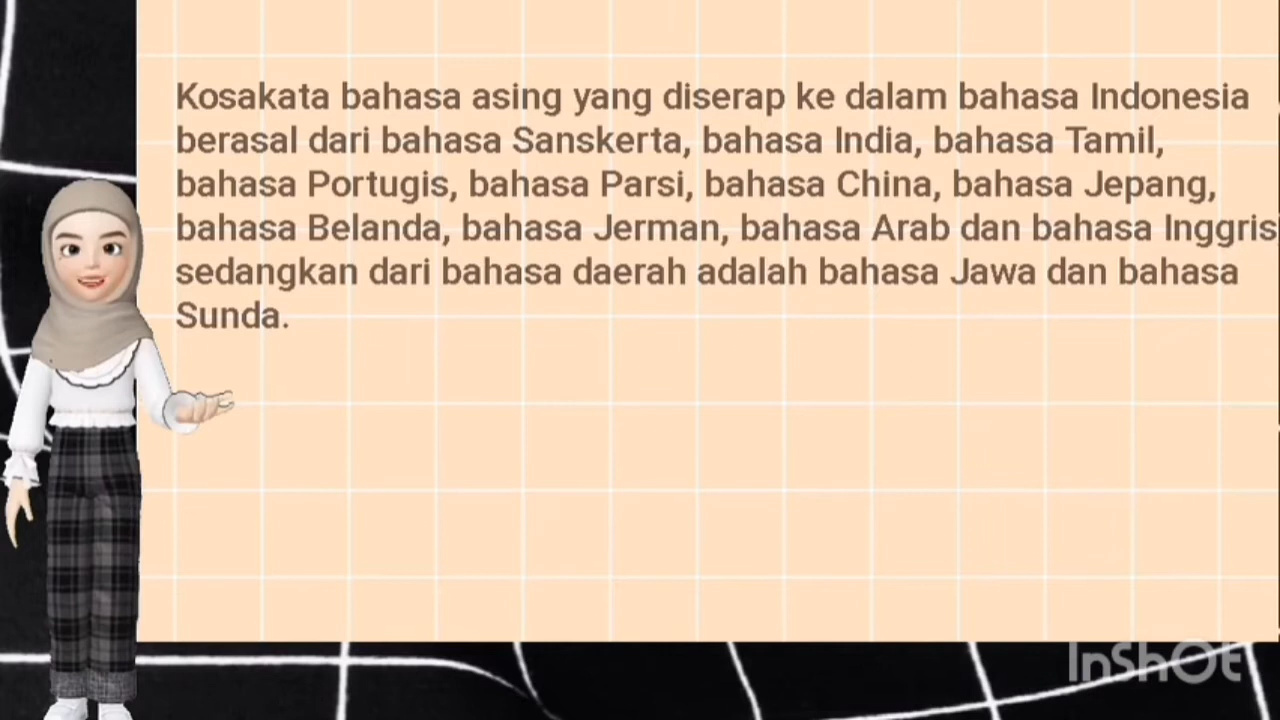 Kosakata bahasa asing yang diserap ke dalam bahasa Indonesia
berasal dari bahasa Sanskerta, bahasa India, bahasa Tamil,
bahasa Portugis, bahasa Parsi, bahasa China, bahasa Jepang,
bahasa Belanda, bahasa Jerman, bahasa Arab dan bahasa Inggris
sedangkan dari bahasa daerah adalah bahasa Jawa dan bahasa
Sunda.
InShOt